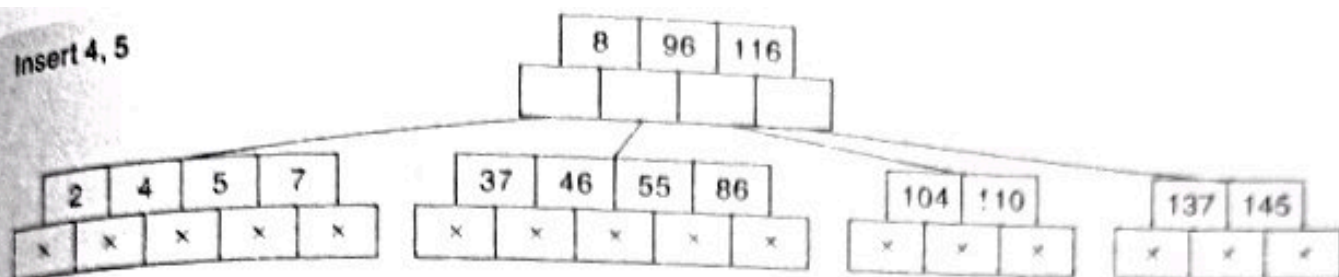 Insert 4, 5
8 96 116
2 4 5 7 37 46 55 86 104 110 137 145
× × × × × × × × × × × × × × × ×